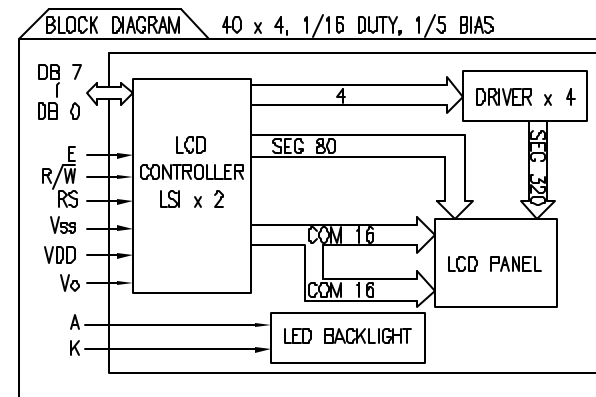 BLOCK DIAGRAM 40 x 4, 1/16 DUTY, 1/5 BIAS
DB 7
DB 0
E
R/W̅
RS
Vss
VDD
Vo
A
K
LCD
CONTROLLER
LSI x 2
4
DRIVER x 4
SEG 80
SEG 320
COM 16
COM 16
LCD PANEL
LED BACKLIGHT